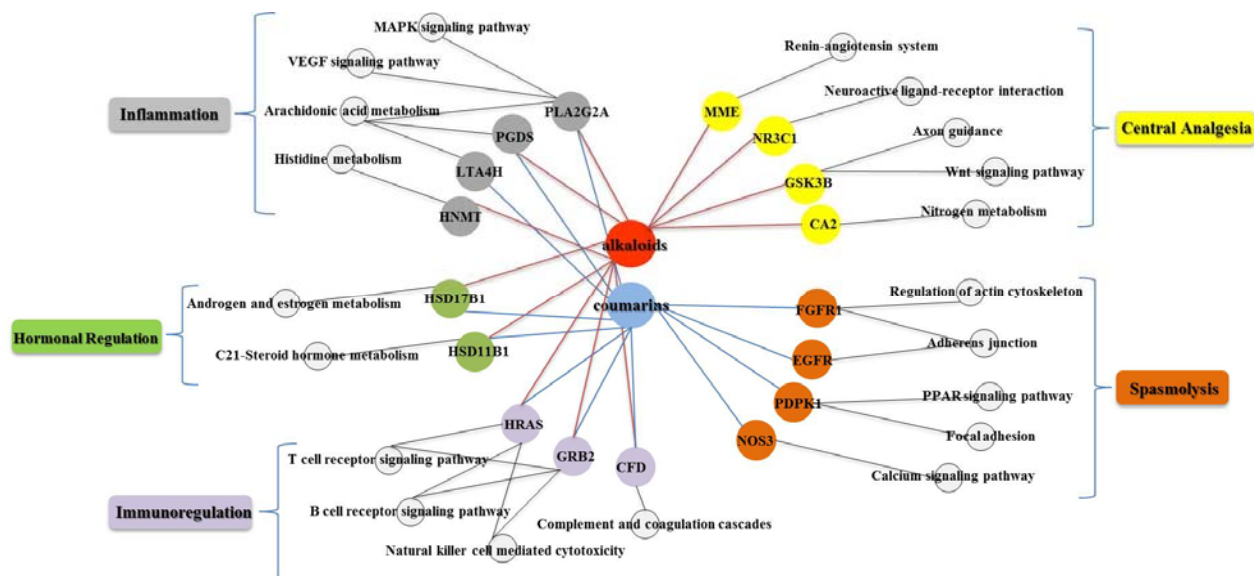 MAPK signaling pathway
VEGF signaling pathway
Inflammation
Arachidonic acid metabolism
PLA2G2A
PGDS
Histidine metabolism
LTA4H
HNMT
Renin-angiotensin system
Neuroactive ligand-receptor interaction
MME
NR3C1
Axon guidance
Central Analgesia
GSK3B
Wnt signaling pathway
CA2
Nitrogen metabolism
alkaloids
coumarins
Androgen and estrogen metabolism
HSD17B1
Hormonal Regulation
C21-Steroid hormone metabolism
HSD11B1
Regulation of actin cytoskeleton
FGFR1
EGFR
Adherens junction
Spasmolysis
PDPK1
PPAR signaling pathway
NOS3
Focal adhesion
Calcium signaling pathway
HRAS
GRB2
CFD
T cell receptor signaling pathway
Immunoregulation
B cell receptor signaling pathway
Complement and coagulation cascades
Natural killer cell mediated cytotoxicity